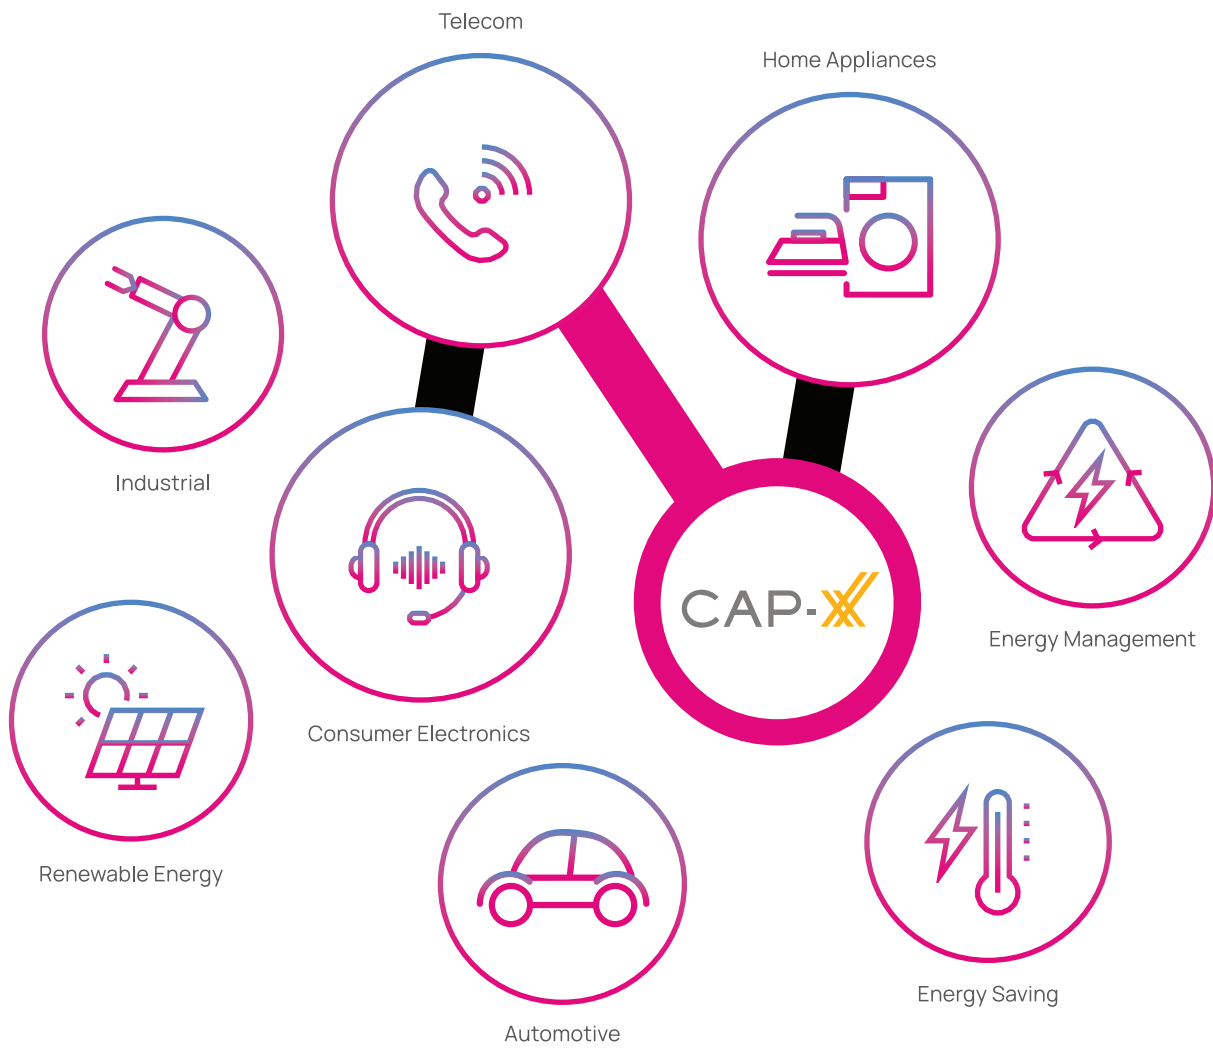 Telecom
Home Appliances
Industrial
CAP-XX
Energy Management
Consumer Electronics
Renewable Energy
Energy Saving
Automotive